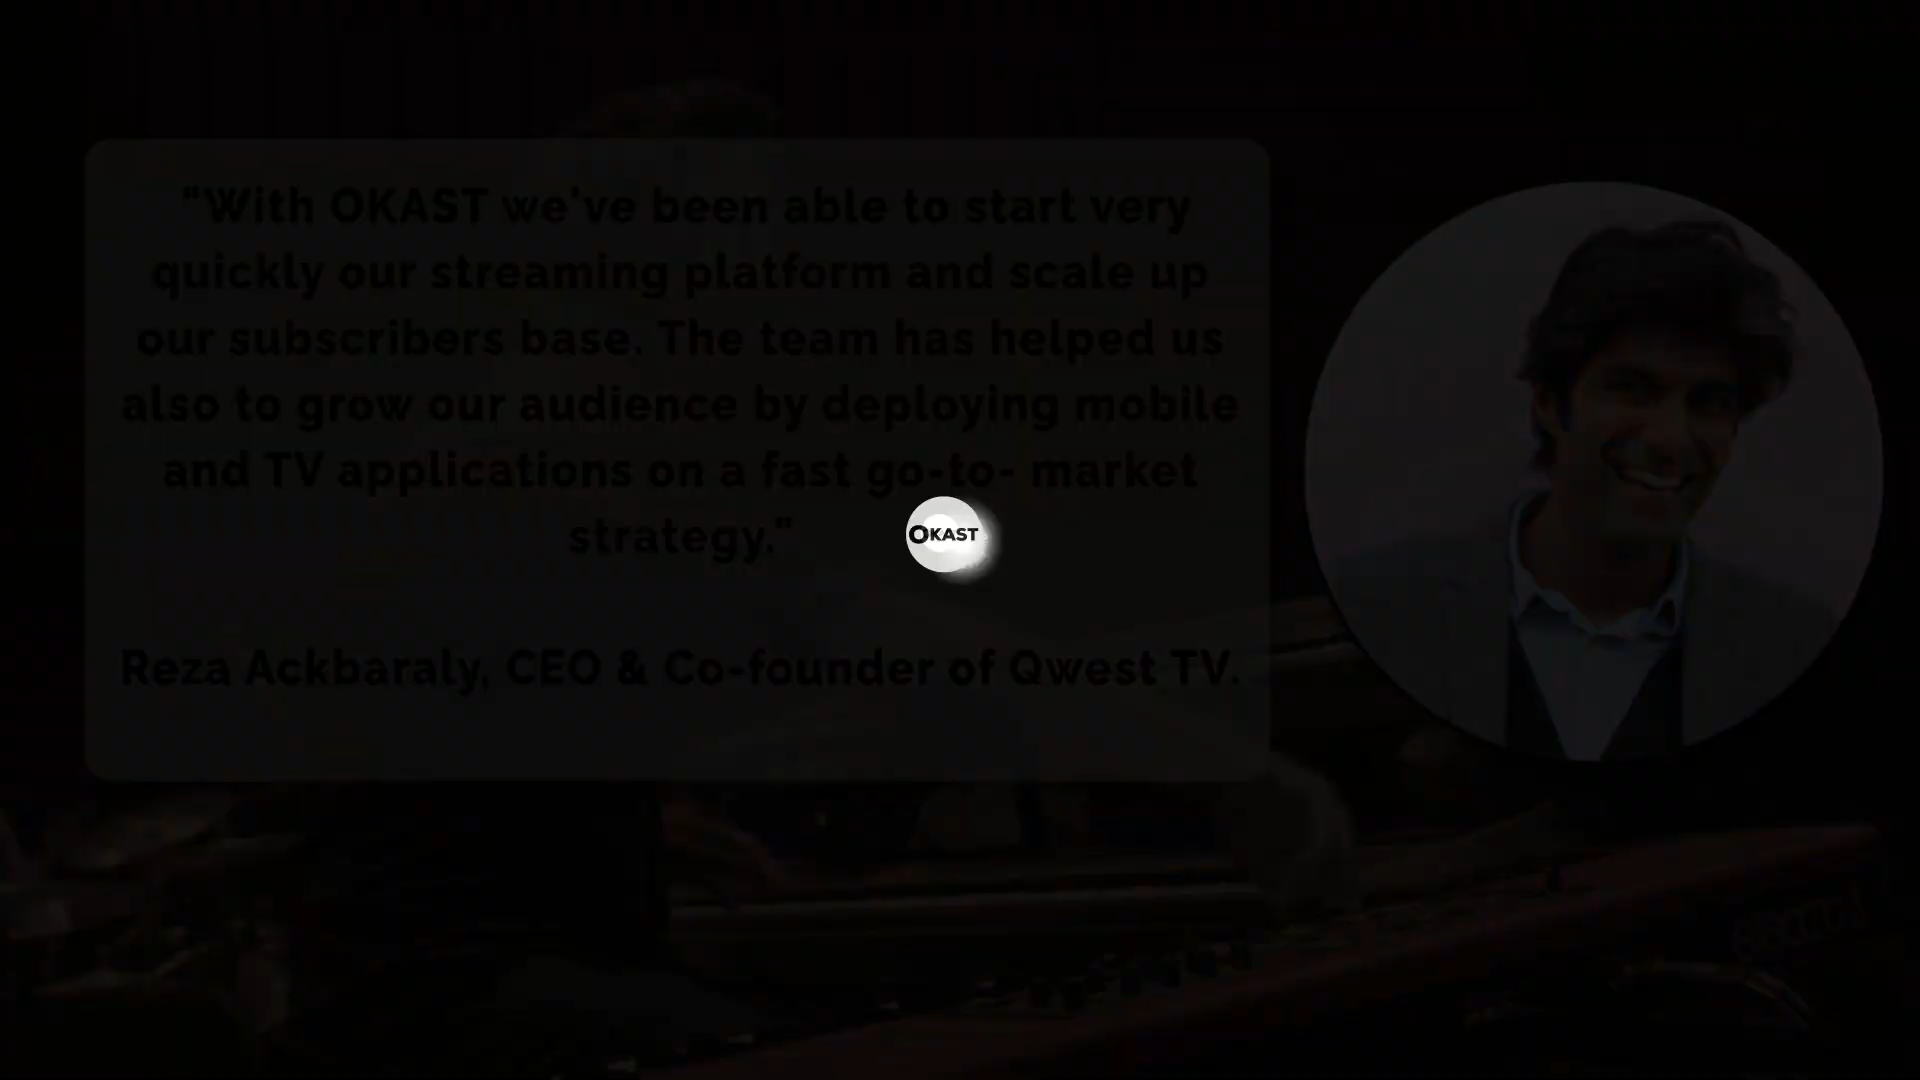 "With OKAST we've been able to start very
quickly our streaming platform and scale up
our subscribers base. The team has helped us
also to grow our audience by deploying mobile
and TV applications on a fast go-to- market
strategy."
OKAST
Reza Ackbaraly, CEO & Co-founder of Qwest TV.